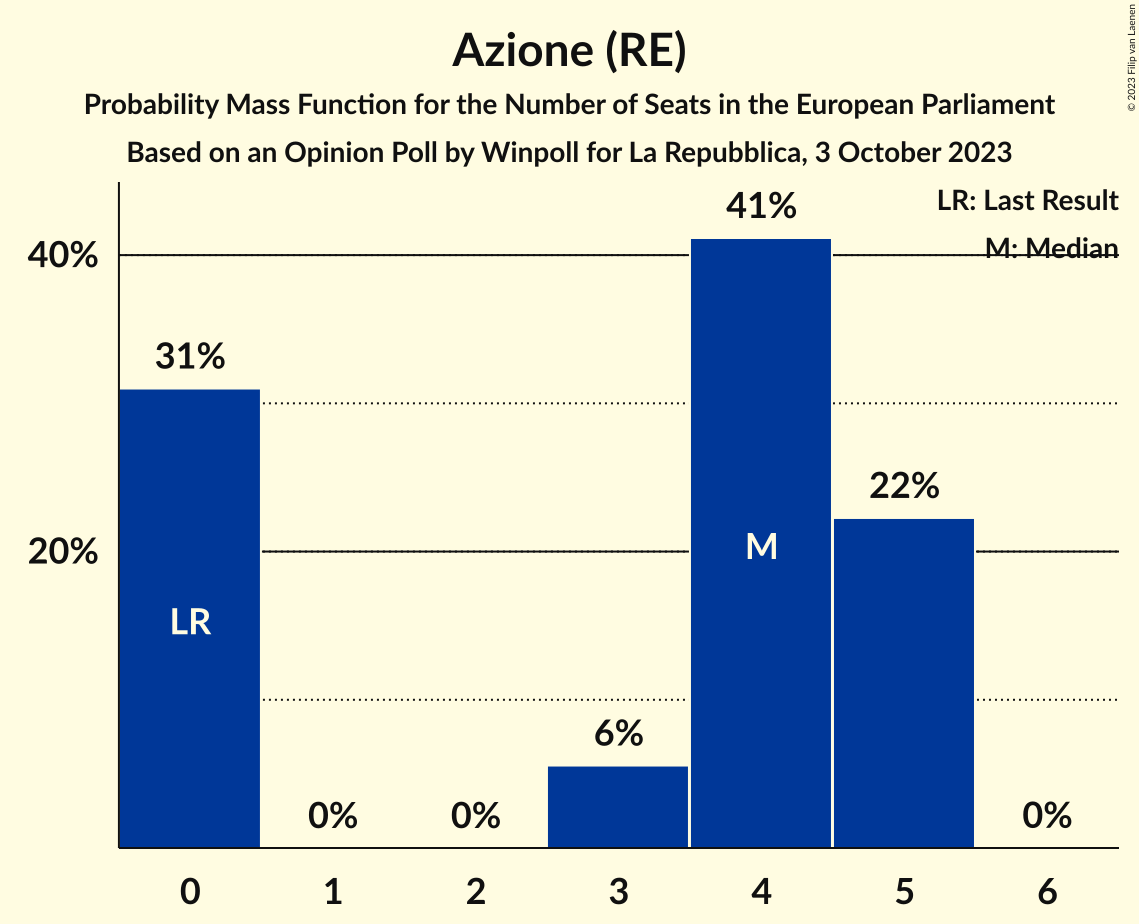 Azione (RE)
Probability Mass Function for the Number of Seats in the European Parliament
Based on an Opinion Poll by Winpoll for La Repubblica, 3 October 2023
© 2023 Filip van Laenen
LR: Last Result
M: Median
41%
40%
31%
22%
20%
M
LR
6%
0%
0%
0%
0 1 2 3 4 5 6